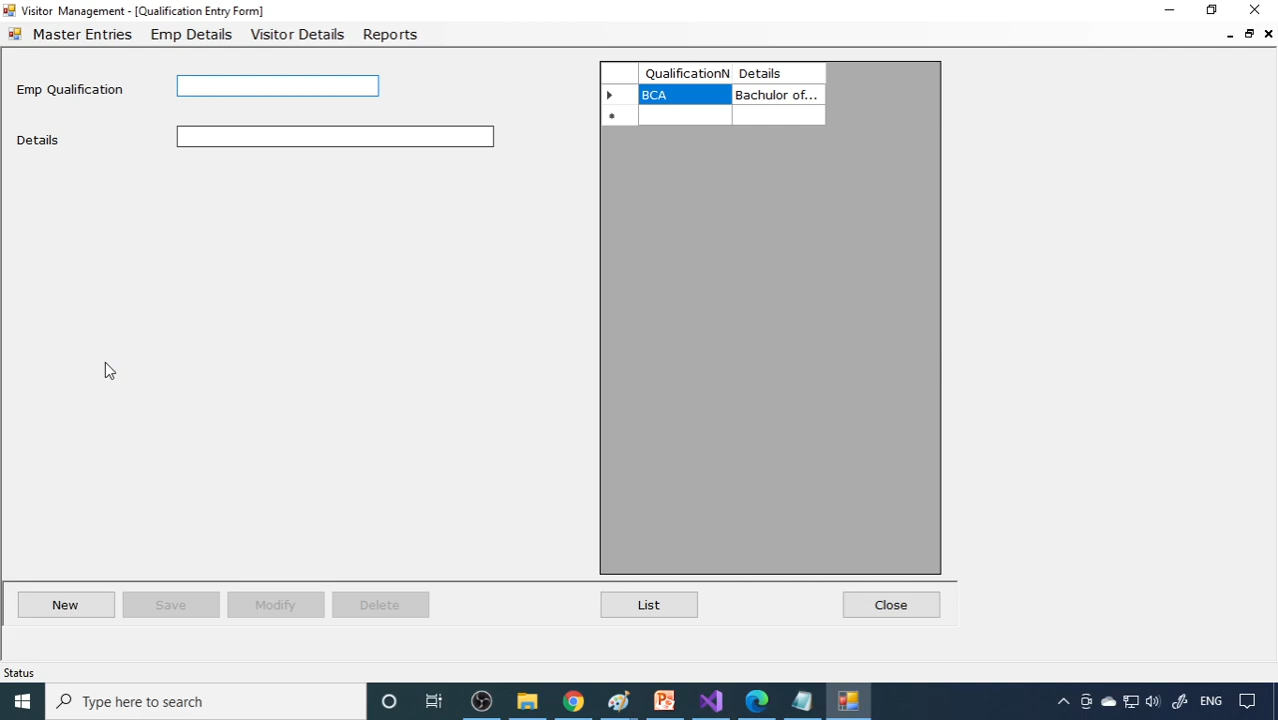 Visitor Management - [Qualification Entry Form]
Master Entries Emp Details Visitor Details Reports
Emp Qualification
Details
QualificationN Details
BCA Bachulor of...
New Save Modify Delete List Close
Status
Type here to search
ENG